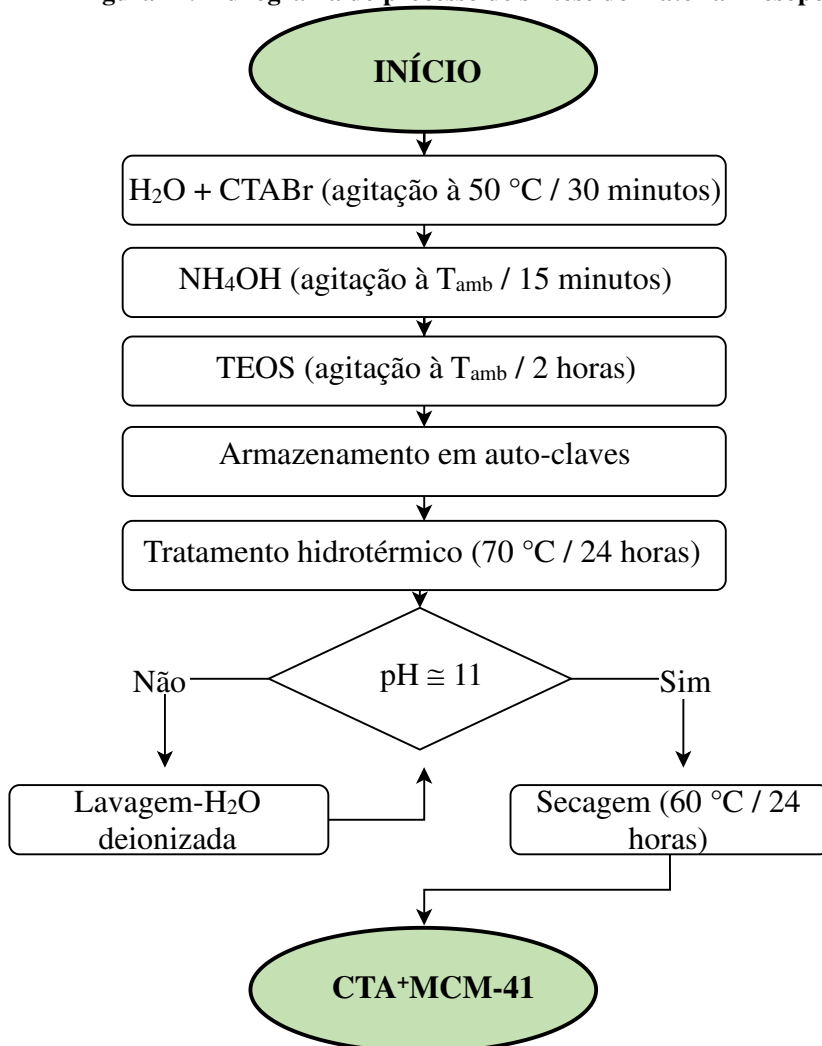 INÍCIO
H₂O + CTABr (agitação à 50 °C / 30 minutos)
NH₄OH (agitação à Tₐₘb / 15 minutos)
TEOS (agitação à Tₐₘb / 2 horas)
Armazenamento em auto-claves
Tratamento hidrotérmico (70 °C / 24 horas)
pH ≅ 11
Não
Sim
Lavagem-H₂O
deionizada
Secagem (60 °C / 24
horas)
CTA⁺MCM-41